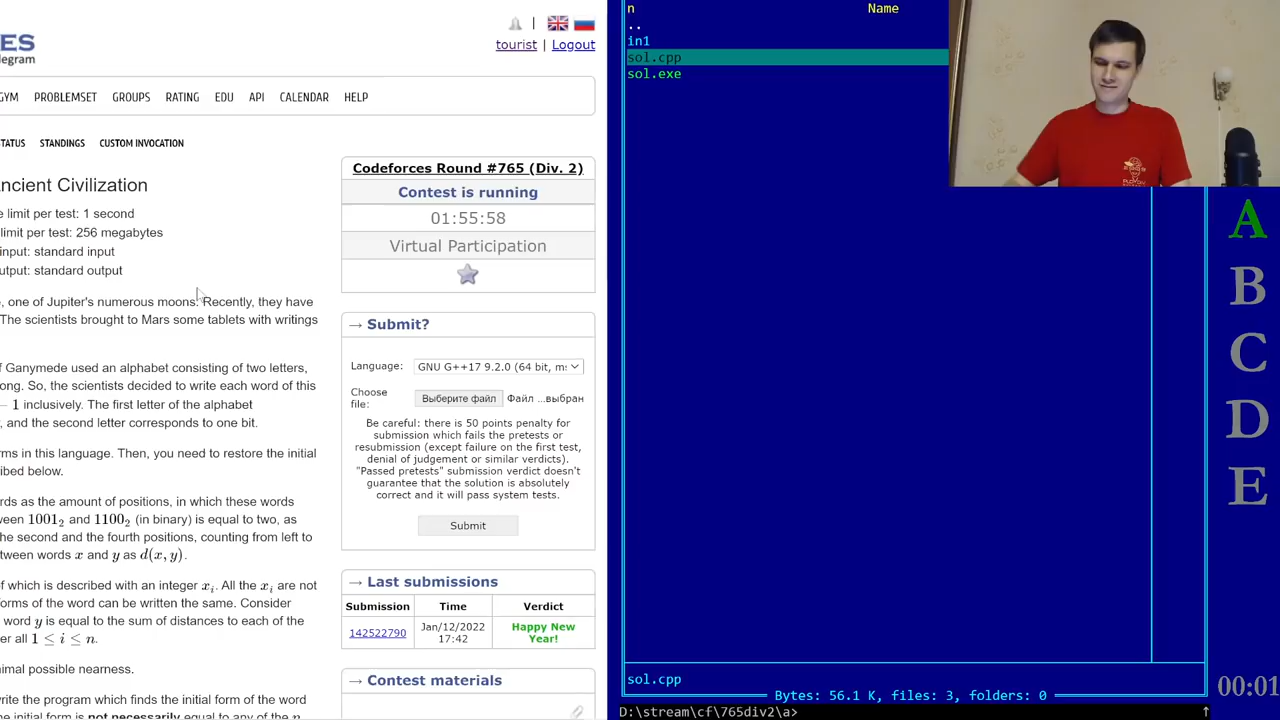 ES
legram
tourist | Logout
GYM PROBLEMSET GROUPS RATING EDU API CALENDAR HELP
TATUS STANDINGS CUSTOM INVOCATION
ncient Civilization
e limit per test: 1 second
limit per test: 256 megabytes
input: standard input
utput: standard output
, one of Jupiter's numerous moons. Recently, they have
The scientists brought to Mars some tablets with writings
f Ganymede used an alphabet consisting of two letters,
ong. So, the scientists decided to write each word of this
− 1 inclusively. The first letter of the alphabet
, and the second letter corresponds to one bit.
rms in this language. Then, you need to restore the initial
ibed below.
rds as the amount of positions, in which these words
ween 1001₂ and 1100₂ (in binary) is equal to two, as
the second and the fourth positions, counting from left to
tween words x and y as d(x, y).
of which is described with an integer xᵢ. All the xᵢ are not
forms of the word can be written the same. Consider
word y is equal to the sum of distances to each of the
er all 1 ≤ i ≤ n.
nimal possible nearness.
write the program which finds the initial form of the word
he initial form is not necessarily equal to any of the n
Codeforces Round #765 (Div. 2)
Contest is running
01:55:58
Virtual Participation
→ Submit?
Language: GNU G++17 9.2.0 (64 bit, m
Choose file: Выберите файл Файл ...выбран
Be careful: there is 50 points penalty for
submission which fails the pretests or
resubmission (except failure on the first test,
denial of judgement or similar verdicts).
"Passed pretests" submission verdict doesn't
guarantee that the solution is absolutely
correct and it will pass system tests.
Submit
→ Last submissions
Submission Time Verdict
142522790 Jan/12/2022 17:42 Happy New Year!
→ Contest materials
n Name
..
in1
sol.cpp
sol.exe
sol.cpp
Bytes: 56.1 K, files: 3, folders: 0
D:\stream\cf\765div2\a>
A
B
C
D
E
00:01